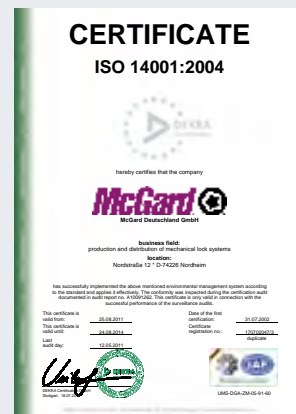 CERTIFICATE
ISO 14001:2004
DEKRA
hereby certifies that the company
McGard
McGard Deutschland GmbH
business field:
production and distribution of mechanical lock systems
location:
Nordstraße 12 * D-74226 Nordheim
has successfully implemented the above mentioned environmental management system according
to the standard and applies it effectively. The conformity was inspected during the certification audit
documented in audit report no. A10091262. This certificate is only valid in connection with the
successful performance of the surveillance audits.
This certificate is
valid from: 25.08.2011
Date of the first
certification: 31.07.2002
This certificate is
valid until: 24.08.2014
Certificate
registration no.: 170702047/3
duplicate
Last
audit day: 12.05.2011
DEKRA
Stuttgart,
UMS-DGA-ZM-05-91-60